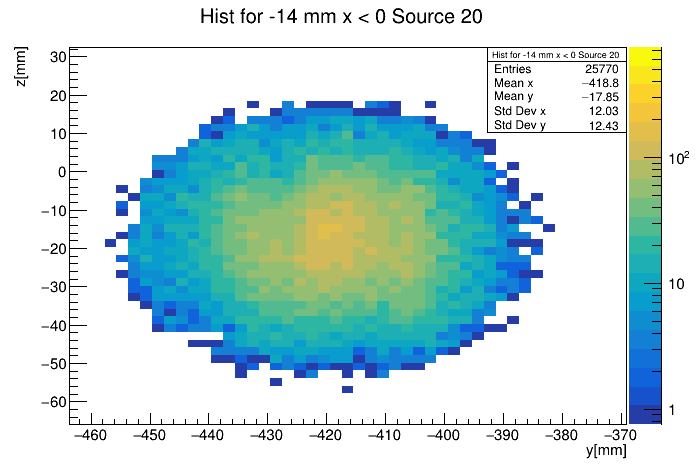 Hist for -14 mm x < 0 Source 20
z[mm]
30
20
10
0
−10
−20
−30
−40
−50
−60
Hist for -14 mm x < 0 Source 20
Entries 25770
Mean x −418.8
Mean y −17.85
Std Dev x 12.03
Std Dev y 12.43
10²
10
1
−460 −450 −440 −430 −420 −410 −400 −390 −380 −370
y[mm]